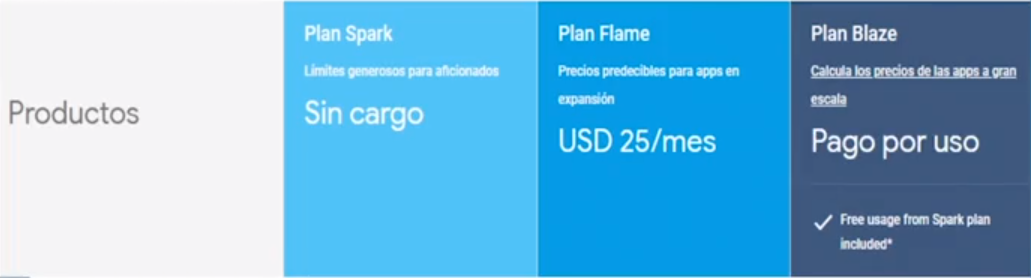 Productos
Plan Spark
Límites generosos para aficionados
Sin cargo
Plan Flame
Precios predecibles para apps en
expansión
USD 25/mes
Plan Blaze
Calcula los precios de las apps a gran
escala
Pago por uso
Free usage from Spark plan
included*